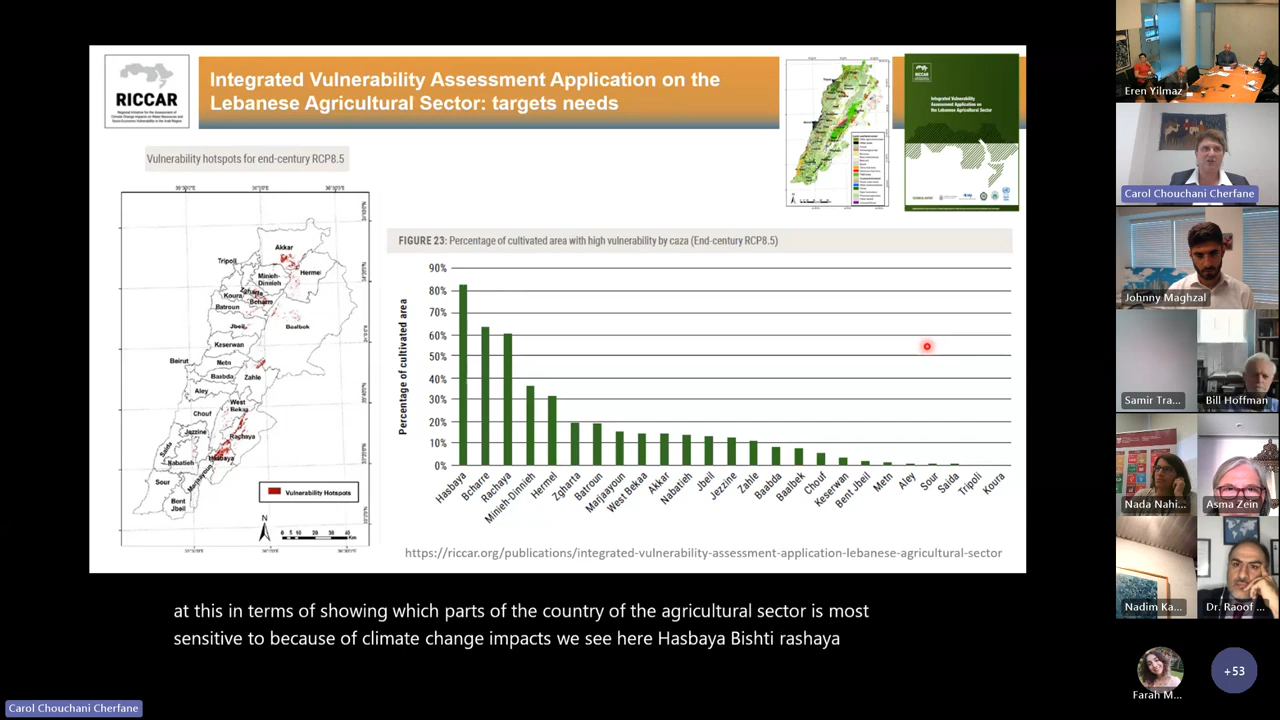 RICCAR
Integrated Vulnerability Assessment Application on the
Lebanese Agricultural Sector: targets needs
RICCAR
Integrated Vulnerability
Assessment Application on
the Lebanese Agricultural Sector
Vulnerability hotspots for end-century RCP8.5
Akkar
Tripoli
Hermel
Minieh-
Dinnieh
Zgharta
Koura
Bcharre
Batroun
Jbeil
Baalbek
Keserwan
Beirut
Metn
Baabda
Zahle
Aley
West
Bekaa
Chouf
Rachaya
Jezzine
Saida
Hasbaya
Nabatieh
Marjaayoun
Sour
Bent
Jbeil
Vulnerability Hotspots
N
0 5 10 20 30 40
Km
FIGURE 23: Percentage of cultivated area with high vulnerability by caza (End-century RCP8.5)
Percentage of cultivated area
90%
80%
70%
60%
50%
40%
30%
20%
10%
0%
Hasbaya
Bcharre
Rachaya
Minieh-Dinnieh
Hermel
Zgharta
Batroun
Marjaayoun
West Bekaa
Akkar
Nabatieh
Jbeil
Jezzine
Zahle
Baabda
Baalbek
Chouf
Keserwan
Bent Jbeil
Metn
Aley
Sour
Saida
Tripoli
Koura
https://riccar.org/publications/integrated-vulnerability-assessment-application-lebanese-agricultural-sector
at this in terms of showing which parts of the country of the agricultural sector is most
sensitive to because of climate change impacts we see here Hasbaya Bishti rashaya
Carol Chouchani Cherfane
Eren Yilmaz
Carol Chouchani Cherfane
Johnny Maghzal
Samir Tra...
Bill Hoffman
Nada Nahi...
Asma Zein
Nadim Ka...
Dr. Raoof ...
Farah M...
+53